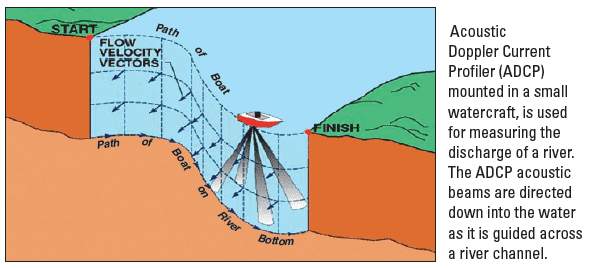 START
FLOW
VELOCITY
VECTORS
Path of Boat
FINISH
Path of Boat on River Bottom
Acoustic
Doppler Current
Profiler (ADCP)
mounted in a small
watercraft, is used
for measuring the
discharge of a river.
The ADCP acoustic
beams are directed
down into the water
as it is guided across
a river channel.